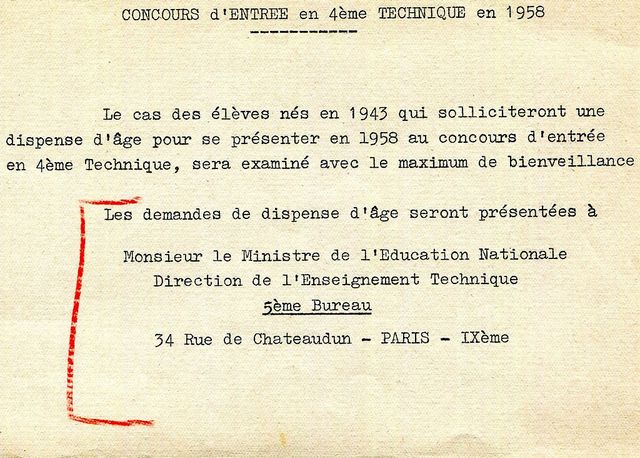 CONCOURS d'ENTREE en 4ème TECHNIQUE en 1958
-----------
Le cas des élèves nés en 1943 qui solliciteront une
dispense d'âge pour se présenter en 1958 au concours d'entrée
en 4ème Technique, sera examiné avec le maximum de bienveillance
Les demandes de dispense d'âge seront présentées à
Monsieur le Ministre de l'Education Nationale
Direction de l'Enseignement Technique
5ème Bureau
34 Rue de Chateaudun - PARIS - IXème